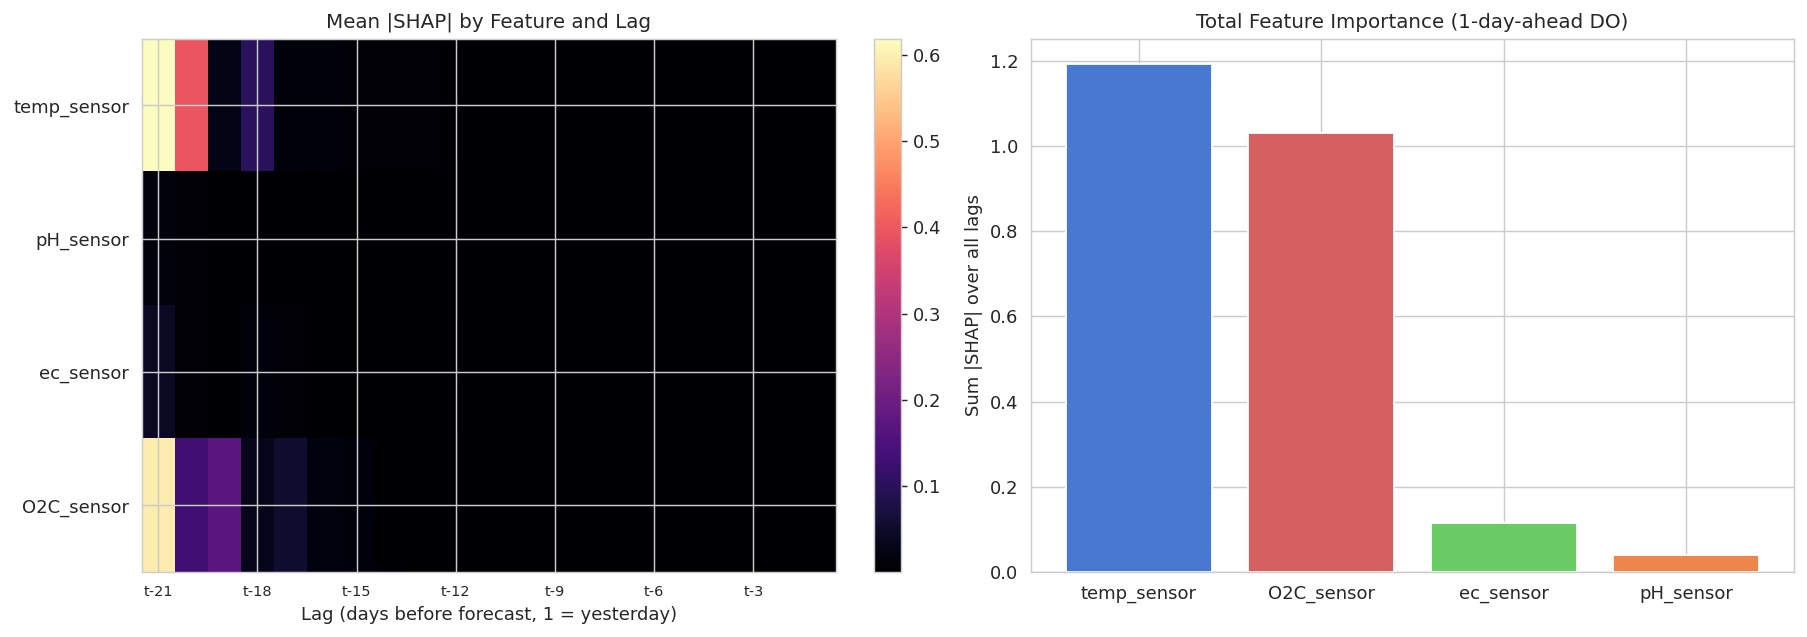 Mean |SHAP| by Feature and Lag
temp_sensor
pH_sensor
ec_sensor
O2C_sensor
t-21
t-18
t-15
t-12
t-9
t-6
t-3
Lag (days before forecast, 1 = yesterday)
0.6
0.5
0.4
0.3
0.2
0.1
Total Feature Importance (1-day-ahead DO)
Sum |SHAP| over all lags
1.2
1.0
0.8
0.6
0.4
0.2
0.0
temp_sensor
O2C_sensor
ec_sensor
pH_sensor